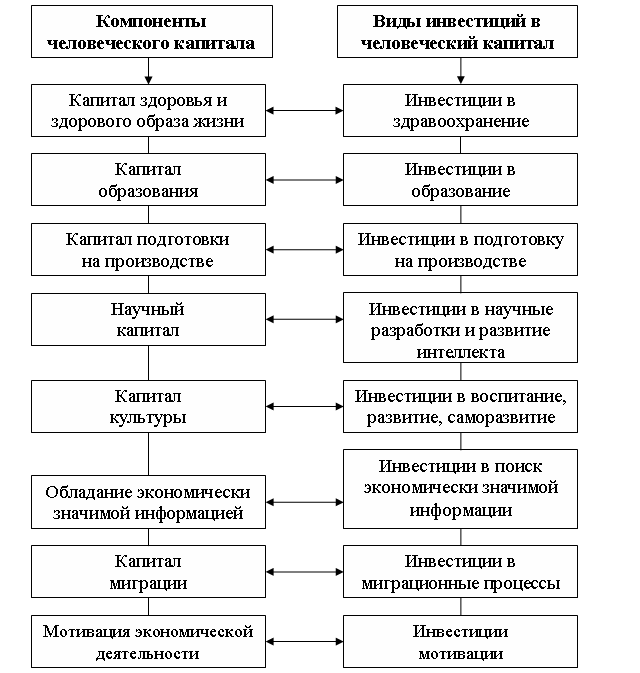 Компоненты
человеческого капитала
Виды инвестиций в
человеческий капитал
Капитал здоровья и
здорового образа жизни
Инвестиции в
здравоохранение
Капитал
образования
Инвестиции в
образование
Капитал подготовки
на производстве
Инвестиции в подготовку
на производстве
Научный
капитал
Инвестиции в научные
разработки и развитие
интеллекта
Капитал
культуры
Инвестиции в воспитание,
развитие, саморазвитие
Обладание экономически
значимой информацией
Инвестиции в поиск
экономически значимой
информации
Капитал
миграции
Инвестиции в
миграционные процессы
Мотивация экономической
деятельности
Инвестиции
мотивации